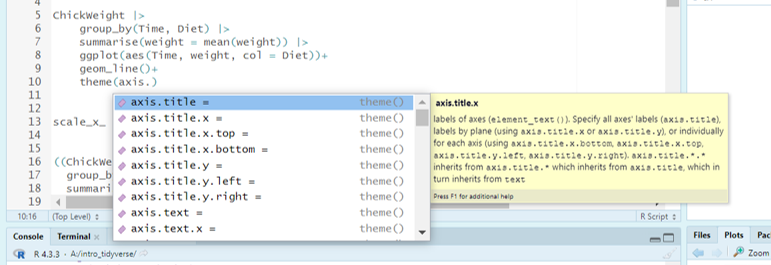 4
5 ChickWeight |>
6 group_by(Time, Diet) |>
7 summarise(weight = mean(weight)) |>
8 ggplot(aes(Time, weight, col = Diet))+
9 geom_line()+
10 theme(axis.)
11
12
13 scale_x_
14
15
16 ((ChickWe
17 group_b
18 summari
19
axis.title = theme()
axis.title.x = theme()
axis.title.x.top = theme()
axis.title.x.bottom = theme()
axis.title.y = theme()
axis.title.y.left = theme()
axis.title.y.right = theme()
axis.text = theme()
axis.text.x = theme()
axis.title.x
labels of axes (element_text()). Specify all axes' labels (axis.title),
labels by plane (using axis.title.x or axis.title.y), or individually
for each axis (using axis.title.x.bottom, axis.title.x.top,
axis.title.y.left, axis.title.y.right). axis.title.*.*
inherits from axis.title.* which inherits from axis.title, which in
turn inherits from text
Press F1 for additional help
10:16 (Top Level) R Script
Console Terminal
R 4.3.3 · A:/intro_tidyverse/
Files Plots Pac
Zoom